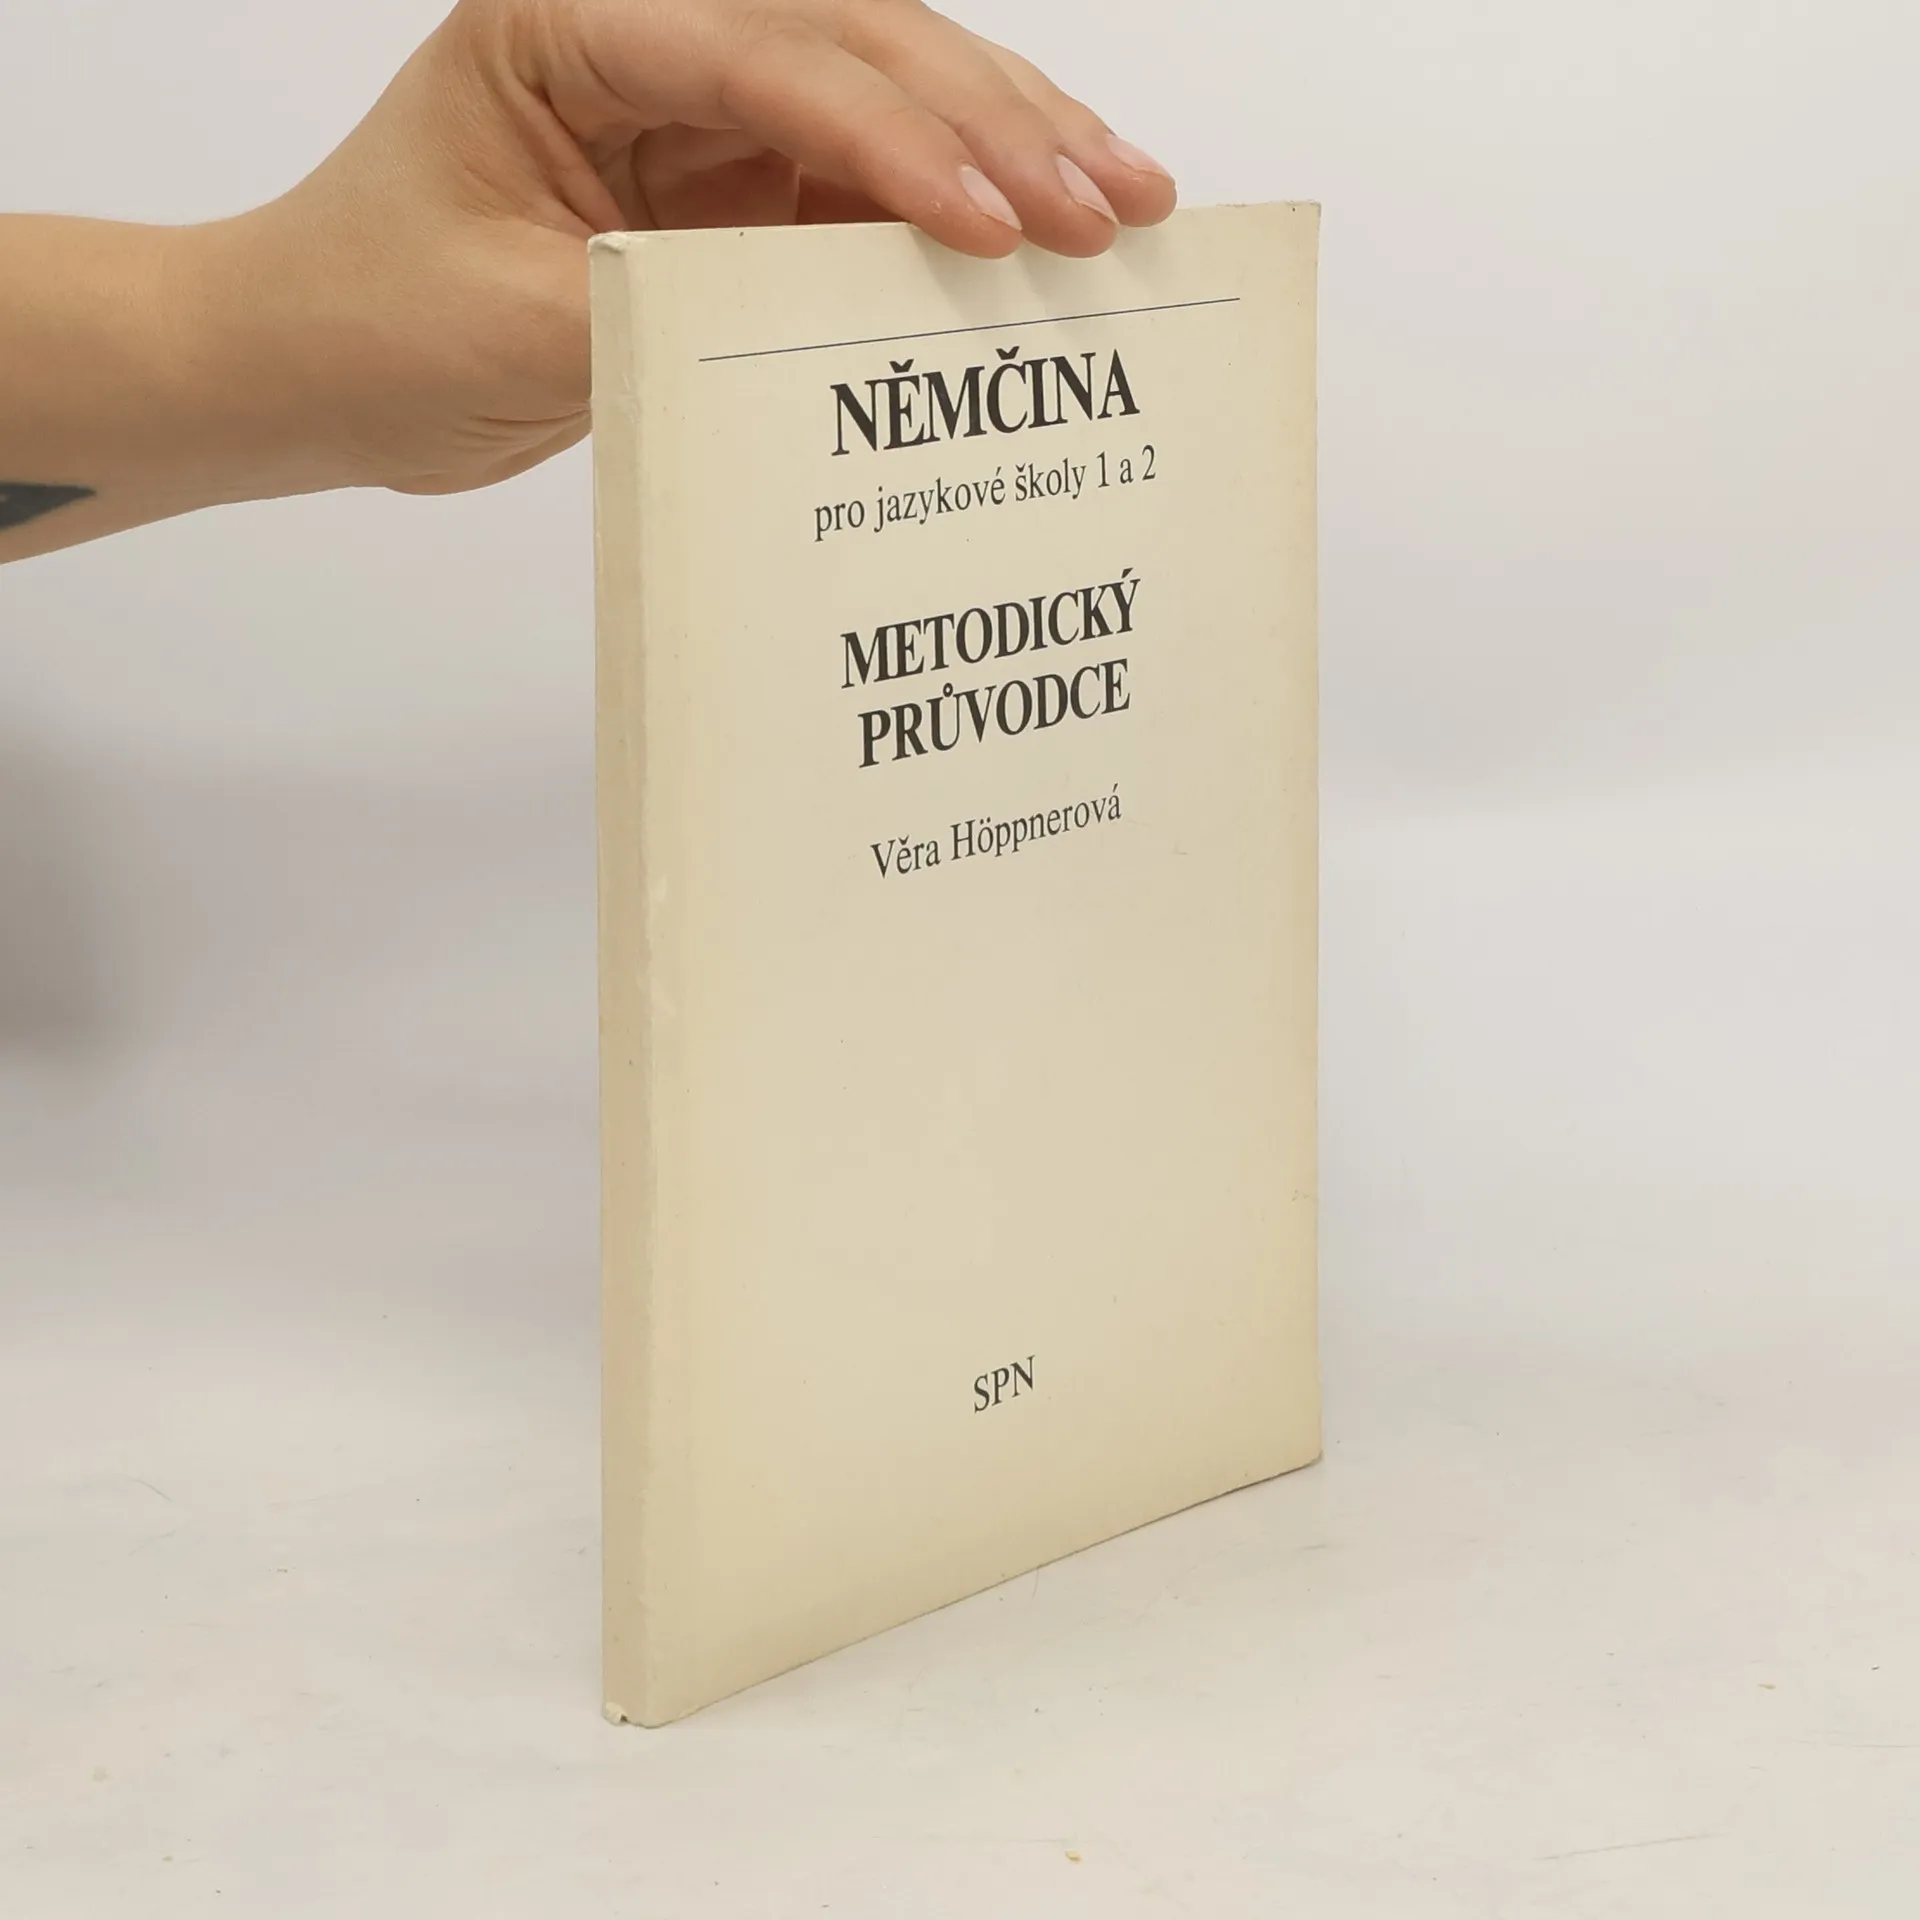 NĚMČINA
pro jazykové školy 1 a 2
METODICKÝ
PRŮVODCE
Věra Höppnerová
SPN